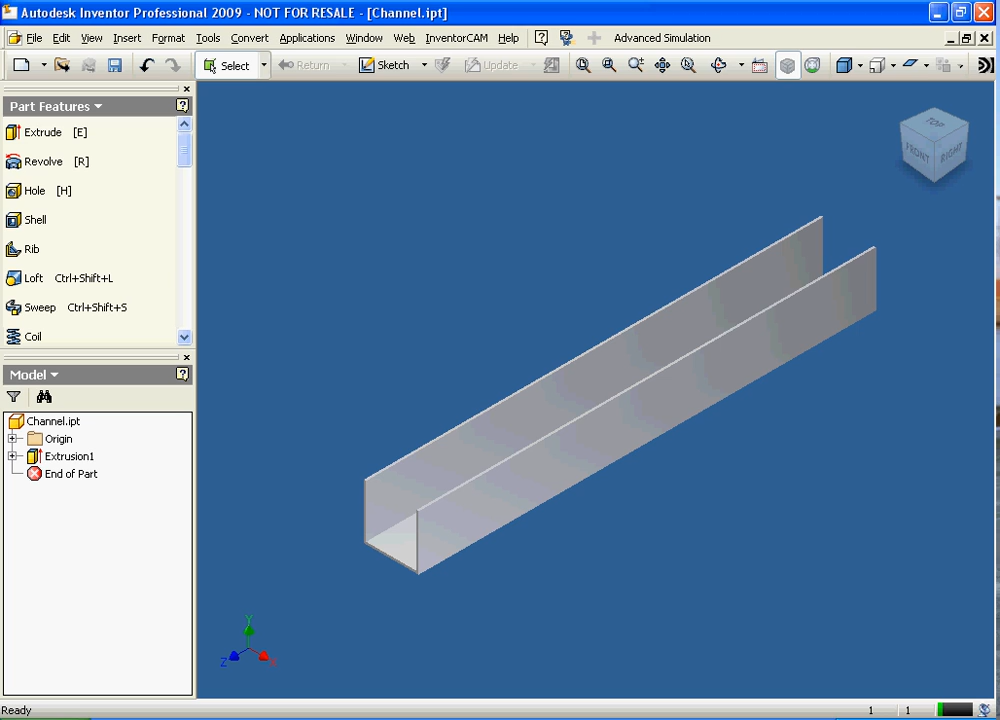 Autodesk Inventor Professional 2009 - NOT FOR RESALE - [Channel.ipt]
File Edit View Insert Format Tools Convert Applications Window Web InventorCAM Help Advanced Simulation
Select Return Sketch Update
Part Features
Extrude [E]
Revolve [R]
Hole [H]
Shell
Rib
Loft Ctrl+Shift+L
Sweep Ctrl+Shift+S
Coil
Model
Channel.ipt
Origin
Extrusion1
End of Part
TOP
FRONT RIGHT
Y
Z X
Ready 1 1